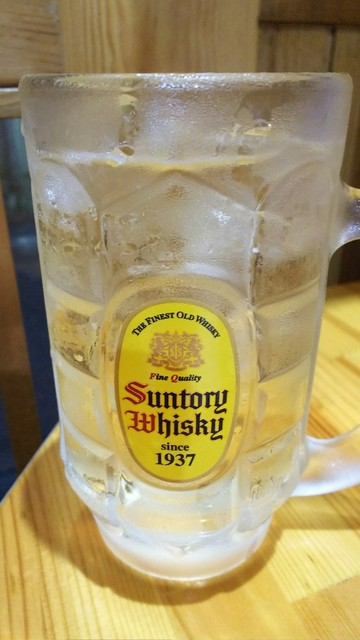 THE FINEST OLD WHISKY
Fine Quality
Suntory
Whisky
since
1937